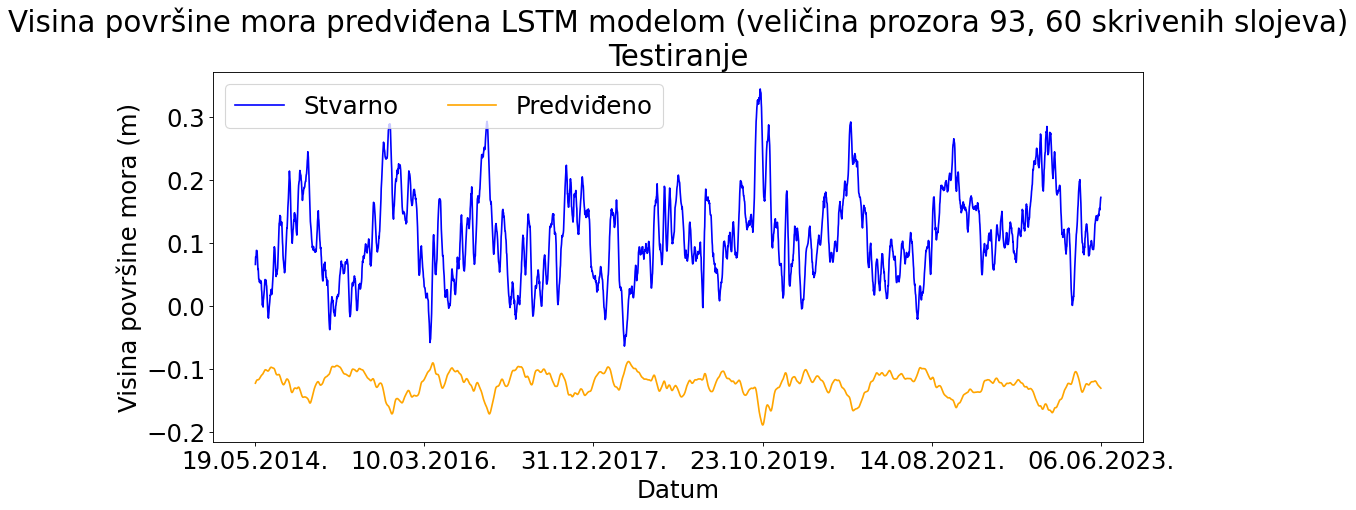 Visina površine mora predviđena LSTM modelom (veličina prozora 93, 60 skrivenih slojeva)
Testiranje
Stvarno Predviđeno
Visina površine mora (m)
0.3
0.2
0.1
0.0
−0.1
−0.2
19.05.2014. 10.03.2016. 31.12.2017. 23.10.2019. 14.08.2021. 06.06.2023.
Datum